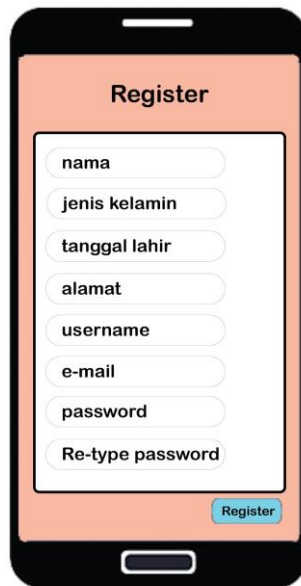 Register
nama
jenis kelamin
tanggal lahir
alamat
username
e-mail
password
Re-type password
Register